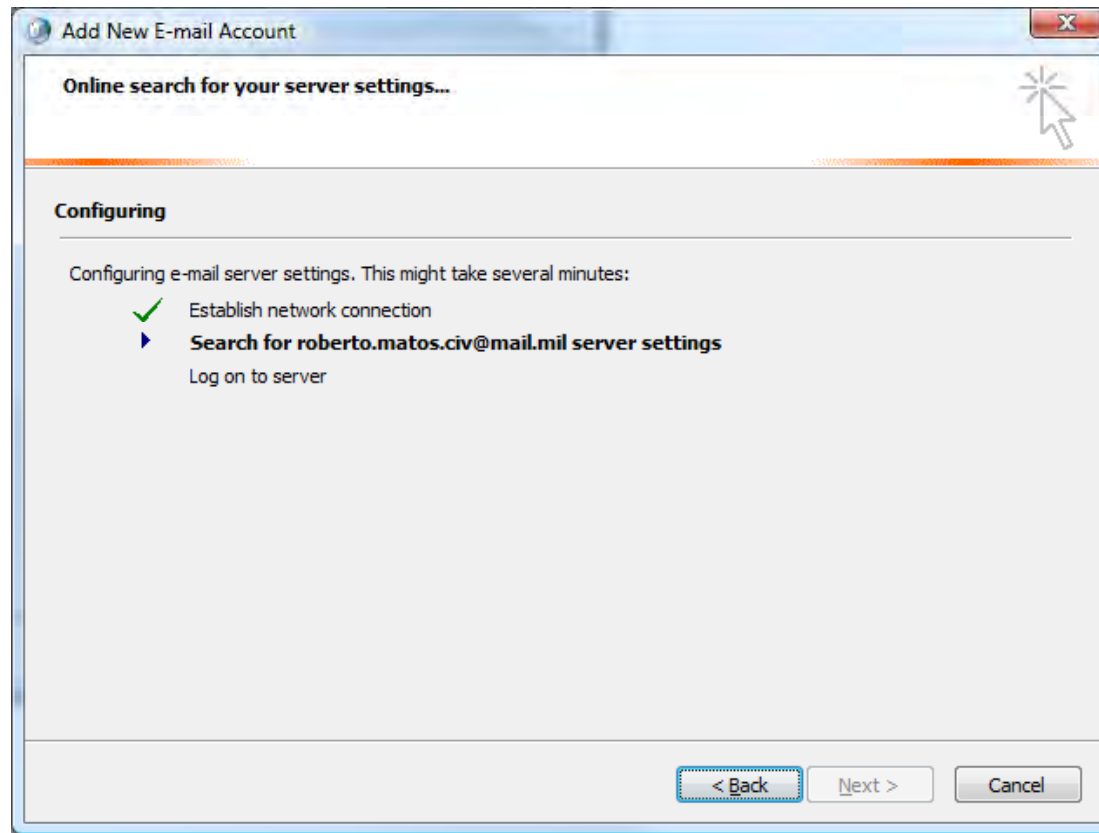 Add New E-mail Account
Online search for your server settings...
Configuring
Configuring e-mail server settings. This might take several minutes:
Establish network connection
Search for roberto.matos.civ@mail.mil server settings
Log on to server
< Back
Next >
Cancel